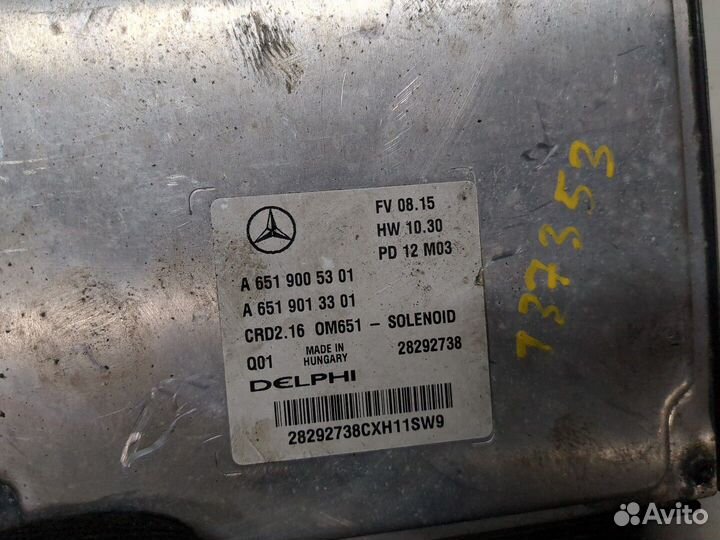 FV 08.15
HW 10.30
PD 12 M03
A 651 900 53 01
A 651 901 33 01
CRD2.16 OM651 - SOLENOID
Q01 MADE IN HUNGARY 28292738
DELPHI
28292738CXH11SW9
737353
Avito